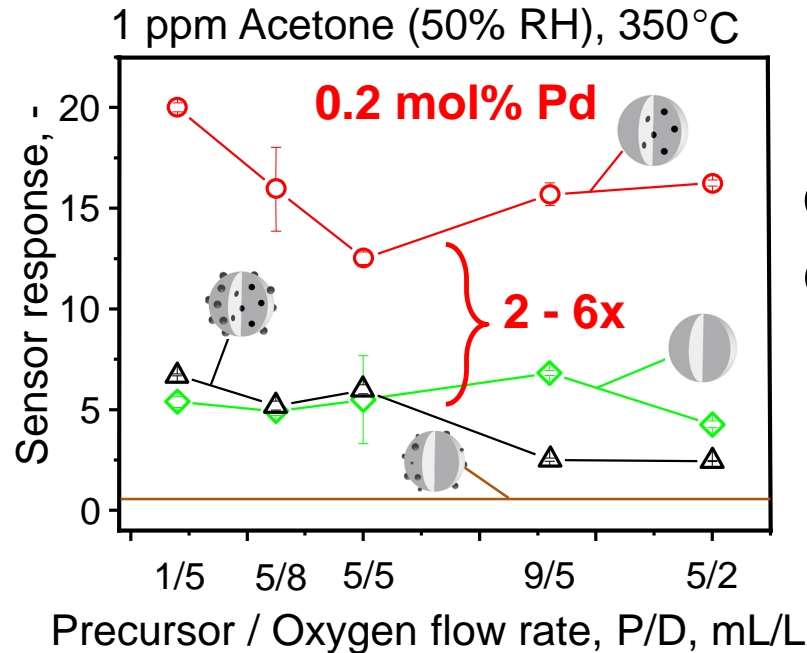 1 ppm Acetone (50% RH), 350°C
0.2 mol% Pd
2 - 6x
Sensor response, -
20
15
10
5
0
1/5 5/8 5/5 9/5 5/2
Precursor / Oxygen flow rate, P/D, mL/L